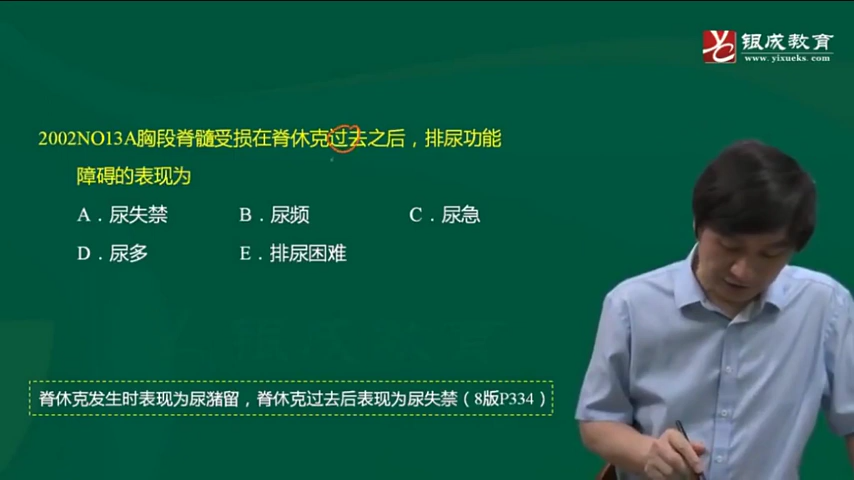 银成教育
www.yixueks.com
2002NO13A胸段脊髓受损在脊休克过去之后，排尿功能
障碍的表现为
A．尿失禁 B．尿频 C．尿急
D．尿多 E．排尿困难
脊休克发生时表现为尿潴留，脊休克过去后表现为尿失禁（8版P334）